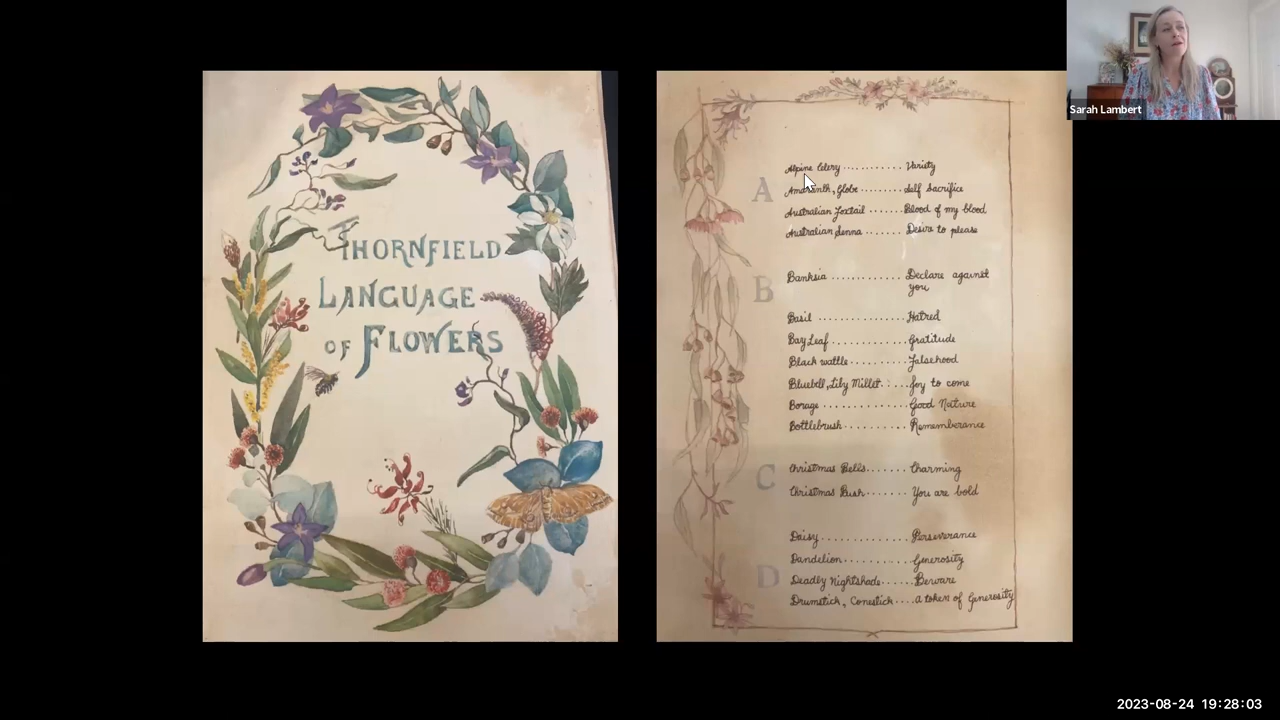 Sarah Lambert
THORNFIELD
LANGUAGE
OF FLOWERS
A
Alpine Celery .......... Variety
Amaranth, Globe ........ Self Sacrifice
Australian Foxtail ...... Blood of my blood
Australian Senna ....... Desire to please
B
Banksia ............ Declare against
you
Basil ............. Hatred
Bay Leaf ............ Gratitude
Black wattle ......... Falsehood
Bluebell, Lily Millet ..... Joy to come
Borage ............ Good Nature
Bottlebrush ......... Rememberance
C
Christmas Bells ....... Charming
Christmas Bush ....... You are bold
D
Daisy ............. Perseverance
Dandelion .......... Generosity
Deadly Nightshade ...... Beware
Drumstick, Conestick .... a token of Generosity
2023-08-24 19:28:03